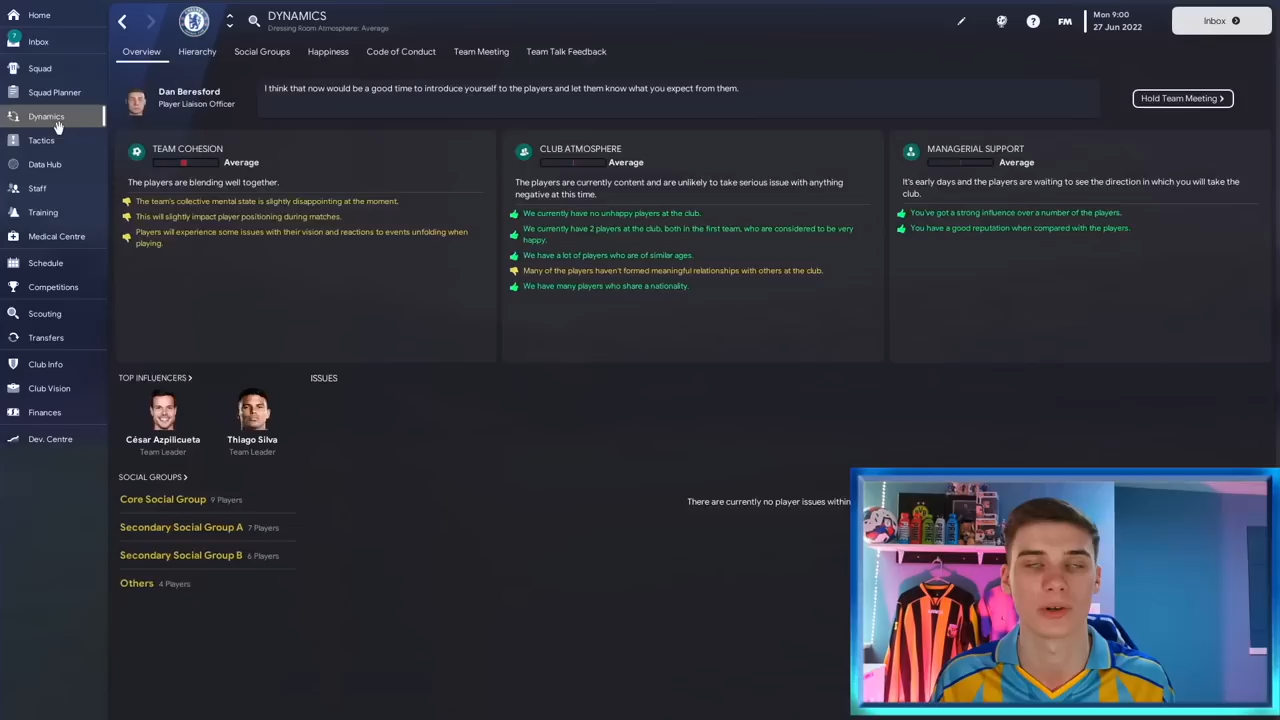 Home
Inbox
Squad
Squad Planner
Dynamics
Tactics
Data Hub
Staff
Training
Medical Centre
Schedule
Competitions
Scouting
Transfers
Club Info
Club Vision
Finances
Dev. Centre
DYNAMICS
Dressing Room Atmosphere: Average
FM
Mon 9:00
27 Jun 2022
Inbox
Overview
Hierarchy
Social Groups
Happiness
Code of Conduct
Team Meeting
Team Talk Feedback
Dan Beresford
Player Liaison Officer
I think that now would be a good time to introduce yourself to the players and let them know what you expect from them.
Hold Team Meeting
TEAM COHESION
Average
The players are blending well together.
The team's collective mental state is slightly disappointing at the moment.
This will slightly impact player positioning during matches.
Players will experience some issues with their vision and reactions to events unfolding when
playing.
CLUB ATMOSPHERE
Average
The players are currently content and are unlikely to take serious issue with anything
negative at this time.
We currently have no unhappy players at the club.
We currently have 2 players at the club, both in the first team, who are considered to be very
happy.
We have a lot of players who are of similar ages.
Many of the players haven't formed meaningful relationships with others at the club.
We have many players who share a nationality.
MANAGERIAL SUPPORT
Average
It's early days and the players are waiting to see the direction in which you will take the
club.
You've got a strong influence over a number of the players.
You have a good reputation when compared with the players.
TOP INFLUENCERS
César Azpilicueta
Team Leader
Thiago Silva
Team Leader
SOCIAL GROUPS
Core Social Group 9 Players
Secondary Social Group A 7 Players
Secondary Social Group B 6 Players
Others 4 Players
ISSUES
There are currently no player issues within